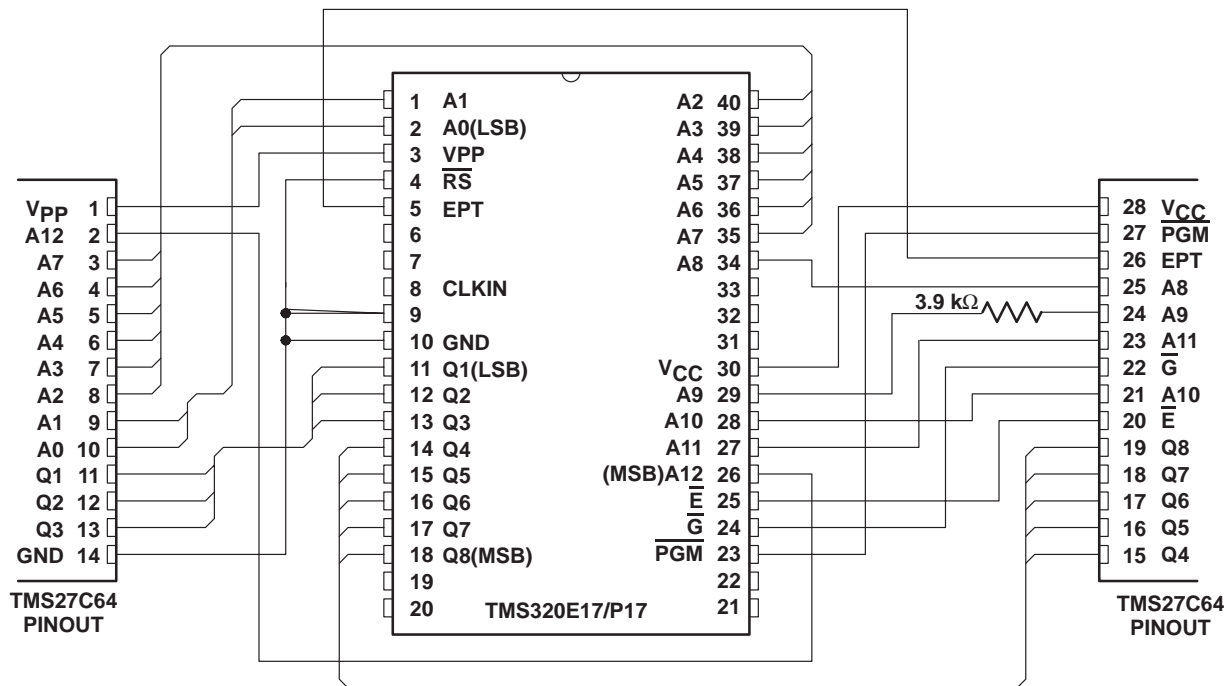 VPP 1
A12 2
A7 3
A6 4
A5 5
A4 6
A3 7
A2 8
A1 9
A0 10
Q1 11
Q2 12
Q3 13
GND 14
TMS27C64
PINOUT
1 A1
2 A0(LSB)
3 VPP
4 RS
5 EPT
6
7
8 CLKIN
9
10 GND
11 Q1(LSB)
12 Q2
13 Q3
14 Q4
15 Q5
16 Q6
17 Q7
18 Q8(MSB)
19
20
TMS320E17/P17
A2 40
A3 39
A4 38
A5 37
A6 36
A7 35
A8 34
33
32
31
VCC 30
A9 29
A10 28
A11 27
(MSB)A12 26
E 25
G 24
PGM 23
22
21
3.9 kΩ
28 VCC
27 PGM
26 EPT
25 A8
24 A9
23 A11
22 G
21 A10
20 E
19 Q8
18 Q7
17 Q6
16 Q5
15 Q4
TMS27C64
PINOUT